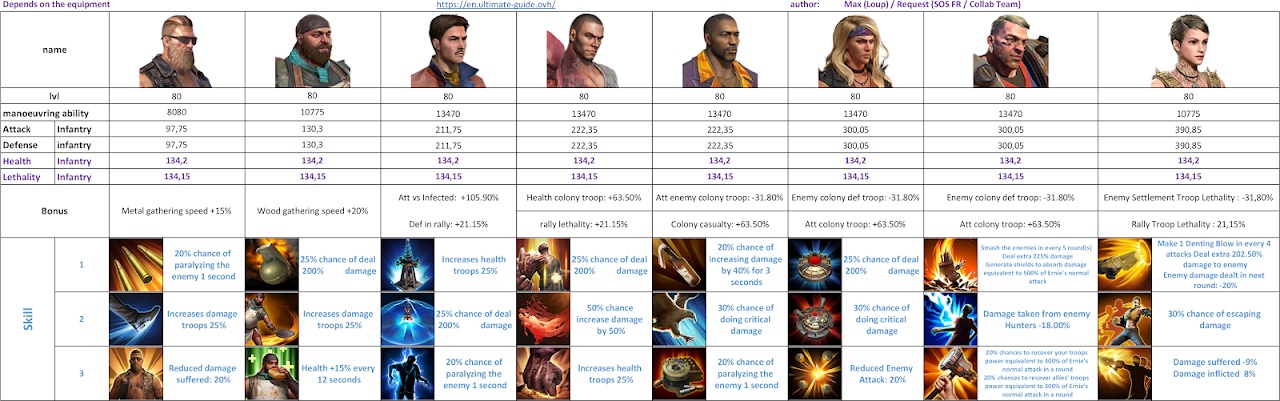 Depends on the equipment https://en.ultimate-guide.ovh/ author: Max (Loup) / Request (SOS FR / Collab Team)
name
lvl 80 80 80 80 80 80 80 80
manoeuvring ability 8080 10775 13470 13470 13470 13470 13470 10775
Attack Infantry 97,75 130,3 211,75 222,35 222,35 300,05 300,05 390,85
Defense infantry 97,75 130,3 211,75 222,35 222,35 300,05 300,05 390,85
Health Infantry 134,2 134,2 134,2 134,2 134,2 134,2 134,2 134,2
Lethality Infantry 134,15 134,15 134,15 134,15 134,15 134,15 134,15 134,15
Bonus
Metal gathering speed +15%
Wood gathering speed +20%
Att vs Infected: +105.90%
Def in rally: +21.15%
Health colony troop: +63.50%
rally lethality: +21.15%
Att enemy colony troop: -31.80%
Colony casualty: +63.50%
Enemy colony def troop: -31.80%
Att colony troop: +63.50%
Enemy colony def troop: -31.80%
Att colony troop: +63.50%
Enemy Settlement Troop Lethality : -31,80%
Rally Troop Lethality : 21,15%
Skill
1
20% chance of
paralyzing the
enemy 1 second
25% chance of deal
200% damage
Increases health
troops 25%
25% chance of deal
200% damage
20% chance of
increasing damage
by 40% for 3
seconds
25% chance of deal
200% damage
Smash the enemies in every 5 round(s)
Deal extra 225% damage
Generate shields to absorb damage
equivalent to 500% of Ernie's normal
attack
Make 1 Denting Blow in every 4
attacks Deal extra 202.50%
damage to enemy
Enemy damage dealt in next
round: -20%
2
Increases damage
troops 25%
Increases damage
troops 25%
25% chance of deal
200% damage
50% chance
increase damage
by 50%
30% chance of
doing critical
damage
30% chance of
doing critical
damage
Damage taken from enemy
Hunters -18.00%
30% chance of escaping
damage
3
Reduced damage
suffered: 20%
Health +15% every
12 seconds
20% chance of
paralyzing the
enemy 1 second
Increases health
troops 25%
20% chance of
paralyzing the
enemy 1 second
Reduced Enemy
Attack: 20%
20% chances to recover your troops
power equivalent to 300% of Ernie's
normal attack in a round
20% chances to recover allies' troops
power equivalent to 300% of Ernie's
normal attack in a round
Damage suffered -9%
Damage inflicted 8%